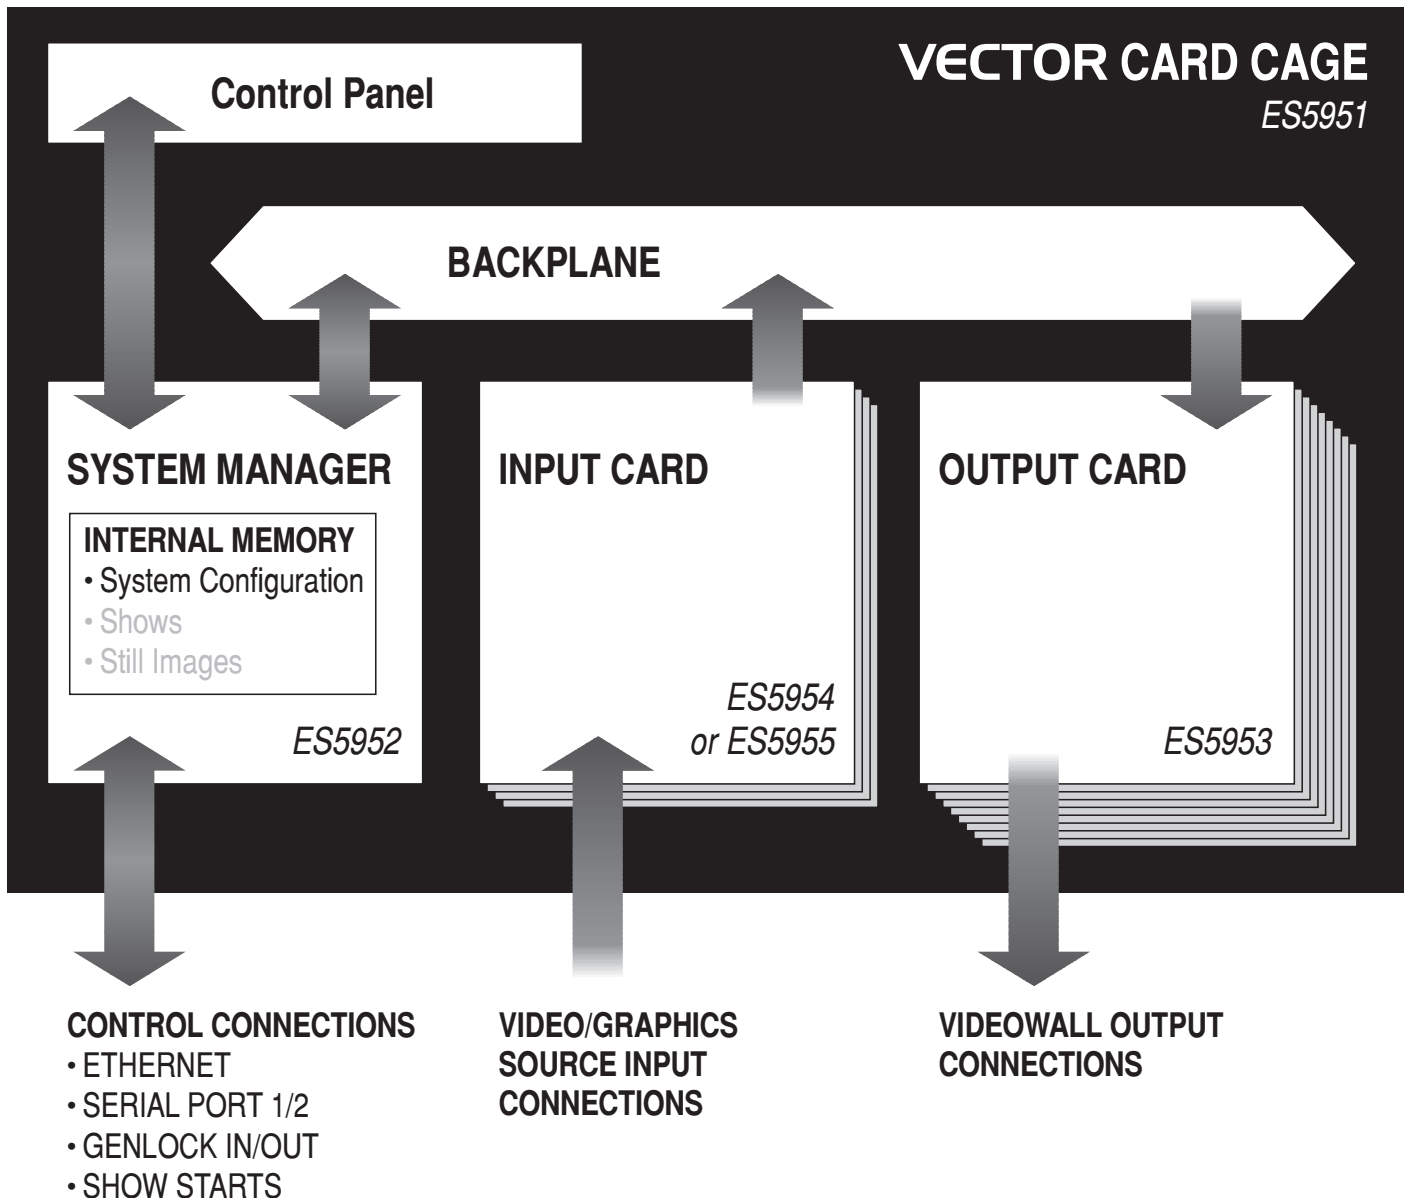 VECTOR CARD CAGE
ES5951
Control Panel
BACKPLANE
SYSTEM MANAGER
INTERNAL MEMORY
• System Configuration
• Shows
• Still Images
ES5952
INPUT CARD
ES5954
or ES5955
OUTPUT CARD
ES5953
CONTROL CONNECTIONS
• ETHERNET
• SERIAL PORT 1/2
• GENLOCK IN/OUT
• SHOW STARTS
VIDEO/GRAPHICS
SOURCE INPUT
CONNECTIONS
VIDEOWALL OUTPUT
CONNECTIONS